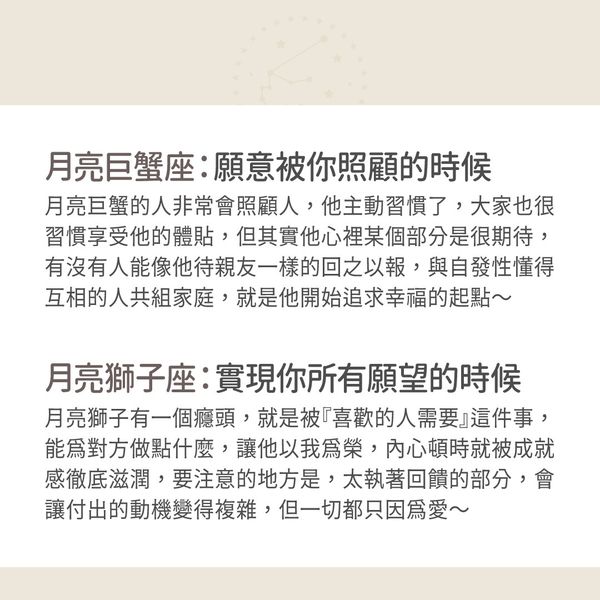 月亮巨蟹座：願意被你照顧的時候
月亮巨蟹的人非常會照顧人，他主動習慣了，大家也很
習慣享受他的體貼，但其實他心裡某個部分是很期待，
有沒有人能像他待親友一樣的回之以報，與自發性懂得
互相的人共組家庭，就是他開始追求幸福的起點～
月亮獅子座：實現你所有願望的時候
月亮獅子有一個癮頭，就是被『喜歡的人需要』這件事，
能爲對方做點什麼，讓他以我爲榮，內心頓時就被成就
感徹底滋潤，要注意的地方是，太執著回饋的部分，會
讓付出的動機變得複雜，但一切都只因爲愛～